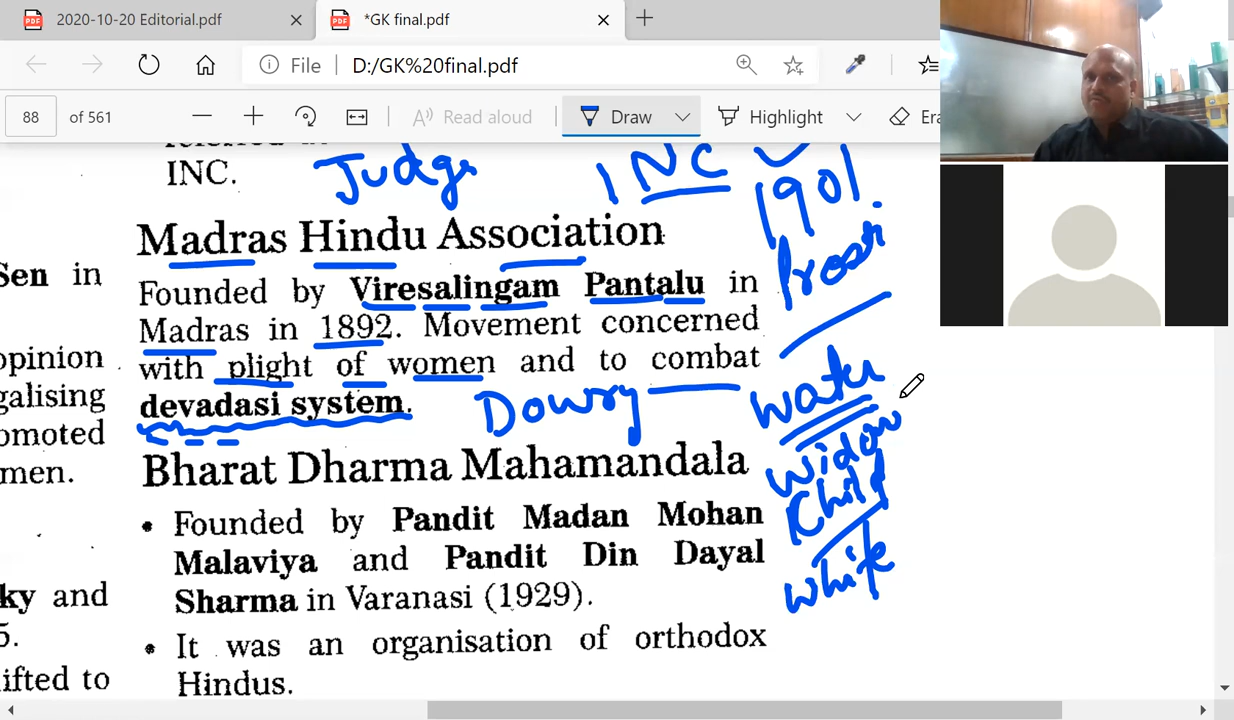 2020-10-20 Editorial.pdf
*GK final.pdf
File
D:/GK%20final.pdf
88 of 561
Read aloud
Draw
Highlight
INC.
Judge
INC
1901.
Prosti
Madras Hindu Association
Founded by Viresalingam Pantalu in
Madras in 1892. Movement concerned
with plight of women and to combat
devadasi system.
Dowry
water
widow
Child
white
Bharat Dharma Mahamandala
• Founded by Pandit Madan Mohan
Malaviya and Pandit Din Dayal
Sharma in Varanasi (1929).
• It was an organisation of orthodox
Hindus.
Sen in
opinion
galising
omoted
men.
ky and
5.
ifted to